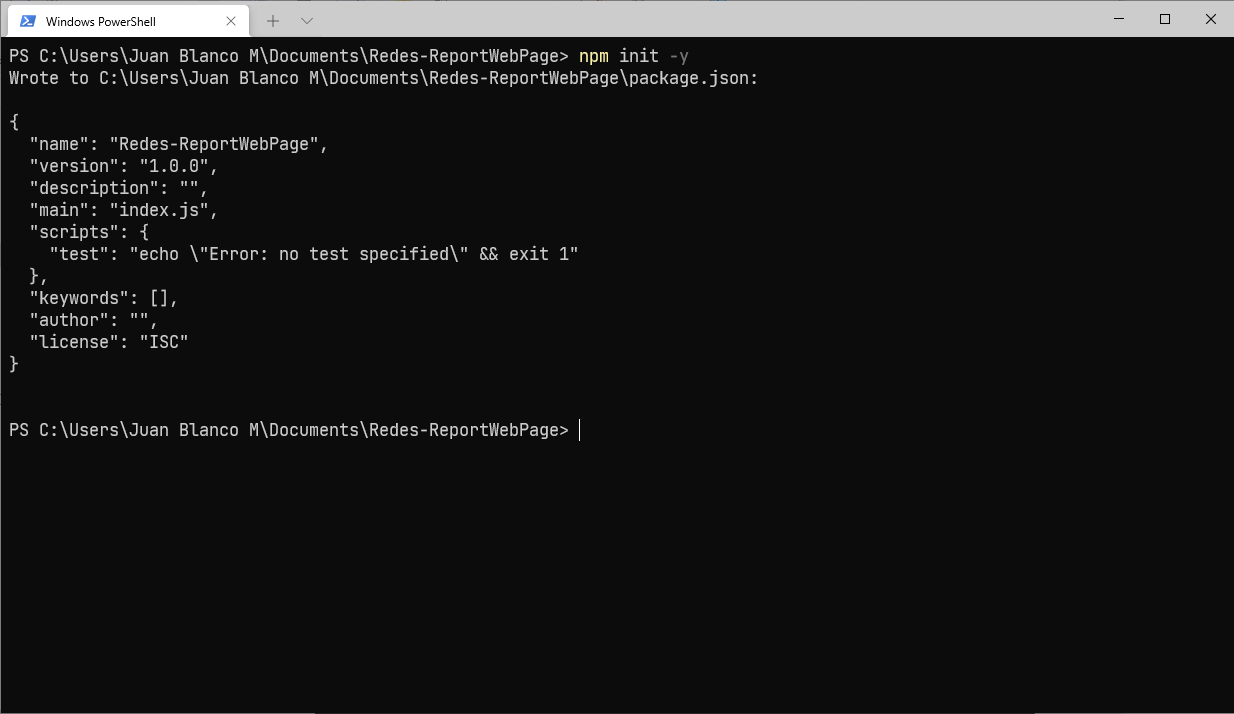 Windows PowerShell
PS C:\Users\Juan Blanco M\Documents\Redes-ReportWebPage> npm init -y
Wrote to C:\Users\Juan Blanco M\Documents\Redes-ReportWebPage\package.json:
{
  "name": "Redes-ReportWebPage",
  "version": "1.0.0",
  "description": "",
  "main": "index.js",
  "scripts": {
    "test": "echo \"Error: no test specified\" && exit 1"
  },
  "keywords": [],
  "author": "",
  "license": "ISC"
}
PS C:\Users\Juan Blanco M\Documents\Redes-ReportWebPage>